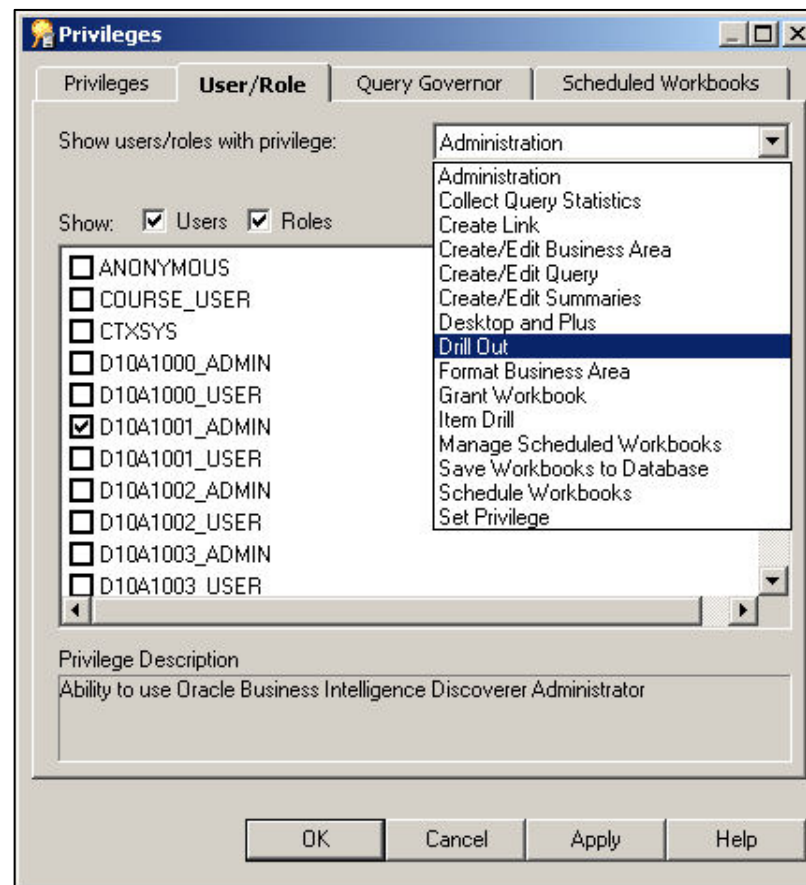 Privileges
Privileges User/Role Query Governor Scheduled Workbooks
Show users/roles with privilege: Administration
Administration
Collect Query Statistics
Create Link
Create/Edit Business Area
Create/Edit Query
Create/Edit Summaries
Desktop and Plus
Drill Out
Format Business Area
Grant Workbook
Item Drill
Manage Scheduled Workbooks
Save Workbooks to Database
Schedule Workbooks
Set Privilege
Show: Users Roles
ANONYMOUS
COURSE_USER
CTXSYS
D10A1000_ADMIN
D10A1000_USER
D10A1001_ADMIN
D10A1001_USER
D10A1002_ADMIN
D10A1002_USER
D10A1003_ADMIN
D10A1003_USER
Privilege Description
Ability to use Oracle Business Intelligence Discoverer Administrator
OK Cancel Apply Help